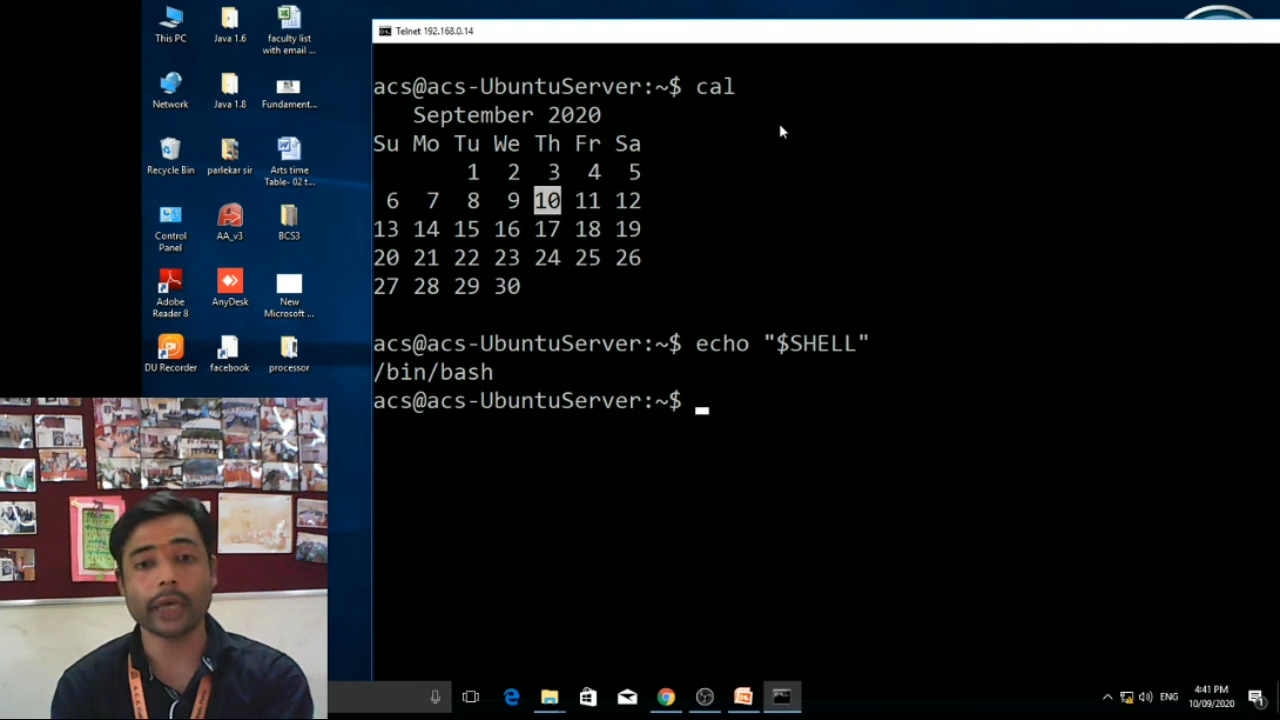 This PC
Java 1.6
faculty list
with email ...
Network
Java 1.8
Fundament...
Recycle Bin
parlekar sir
Arts time
Table- 02 t...
Control
Panel
AA_v3
BCS3
Adobe
Reader 8
AnyDesk
New
Microsoft ...
DU Recorder
facebook
processor
Telnet 192.168.0.14
acs@acs-UbuntuServer:~$ cal
September 2020
Su Mo Tu We Th Fr Sa
1 2 3 4 5
6 7 8 9 10 11 12
13 14 15 16 17 18 19
20 21 22 23 24 25 26
27 28 29 30
acs@acs-UbuntuServer:~$ echo "$SHELL"
/bin/bash
acs@acs-UbuntuServer:~$
ENG
4:41 PM
10/09/2020